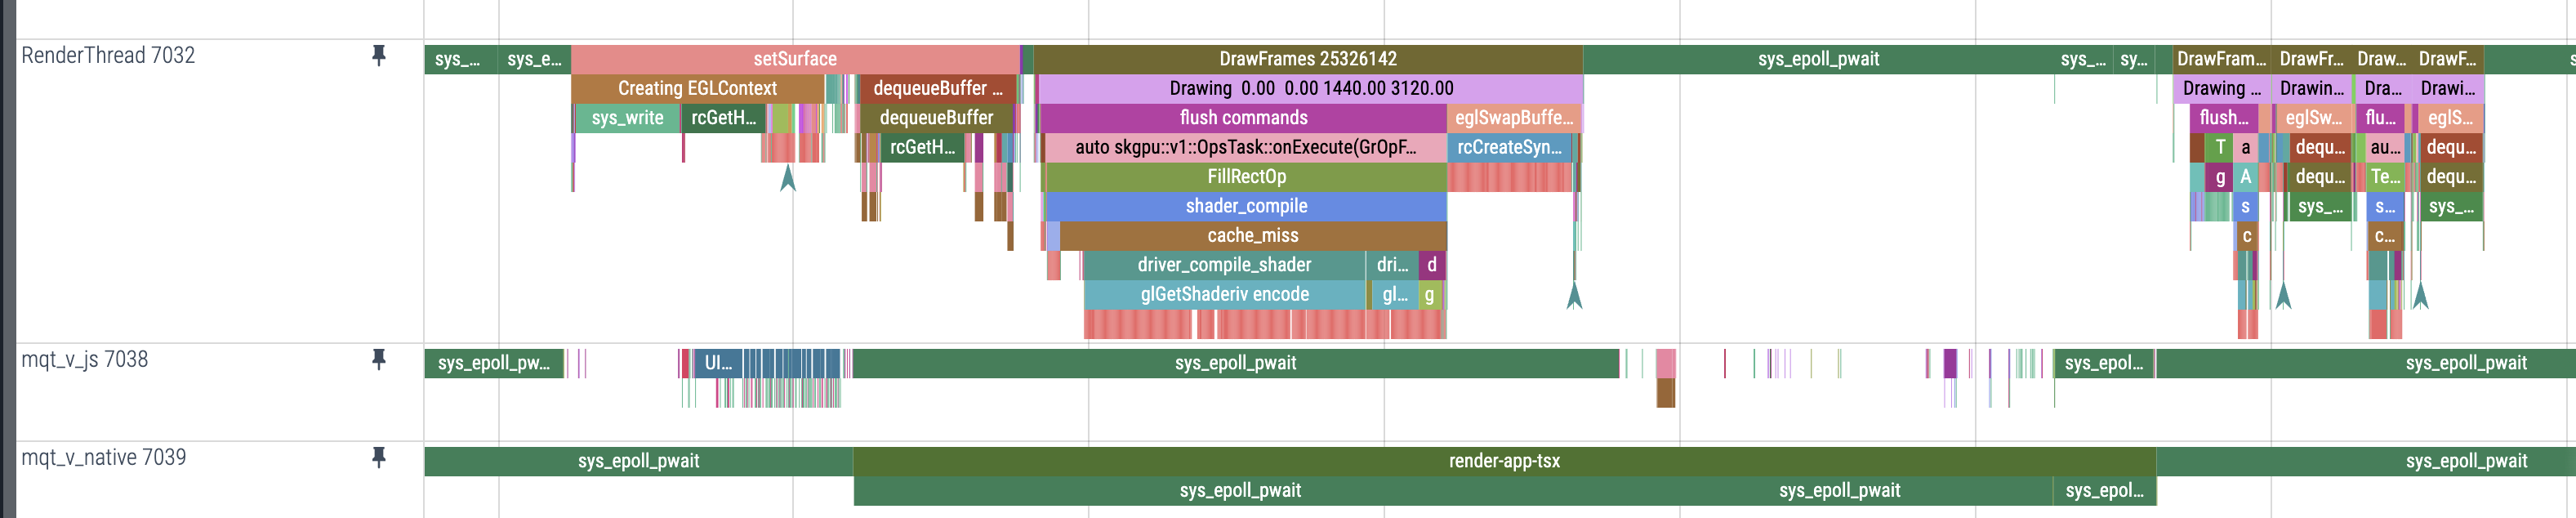 RenderThread 7032
sys_... sys_e... setSurface DrawFrames 25326142 sys_epoll_pwait sys_... sy... DrawFram... DrawFr... Draw... DrawF...
Creating EGLContext dequeueBuffer ... Drawing 0.00 0.00 1440.00 3120.00 Drawing ... Drawin... Dra... Drawi...
sys_write rcGetH... dequeueBuffer flush commands eglSwapBuffe... flush... eglSw... flu... eglS...
rcGetH... auto skgpu::v1::OpsTask::onExecute(GrOpF... rcCreateSyn... T a dequ... au... dequ...
FillRectOp g A dequ... Te... dequ...
shader_compile s sys_... s... sys_...
cache_miss c c...
driver_compile_shader dri... d
glGetShaderiv encode gl... g
mqt_v_js 7038
sys_epoll_pw... UI... sys_epoll_pwait sys_epol... sys_epoll_pwait
mqt_v_native 7039
sys_epoll_pwait render-app-tsx sys_epoll_pwait
sys_epoll_pwait sys_epoll_pwait sys_epol...